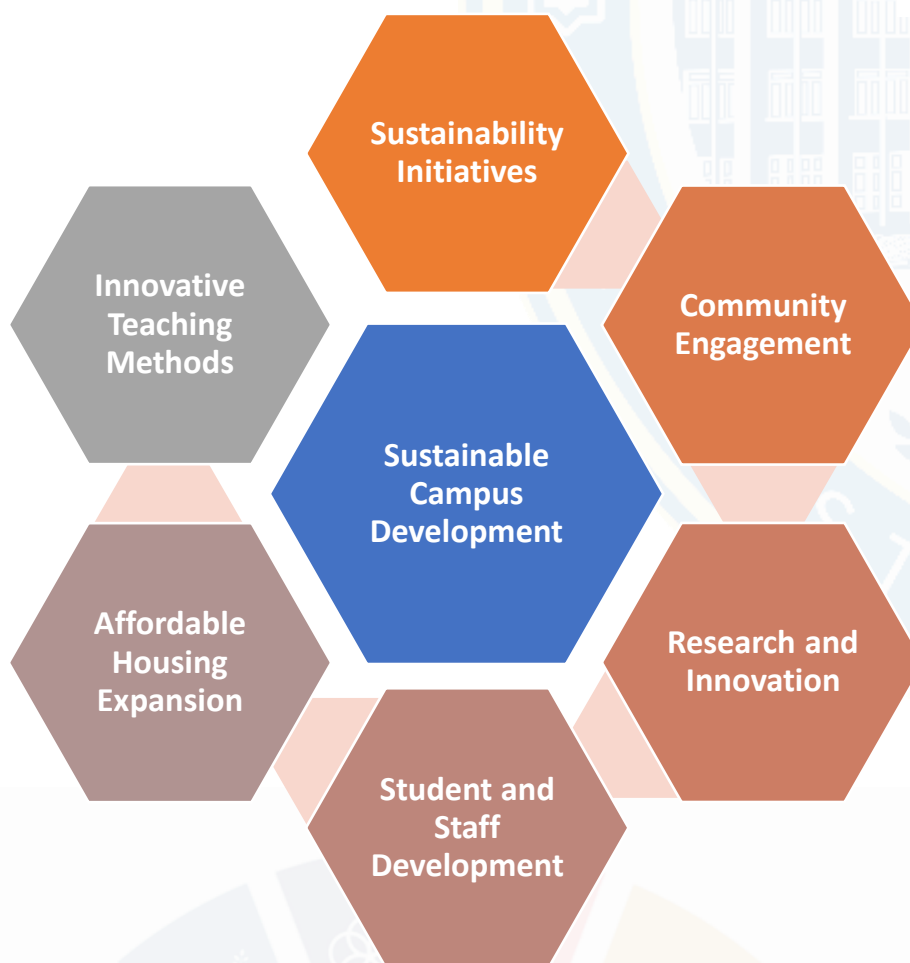 Sustainability
Initiatives
Community
Engagement
Research and
Innovation
Student and
Staff
Development
Affordable
Housing
Expansion
Innovative
Teaching
Methods
Sustainable
Campus
Development